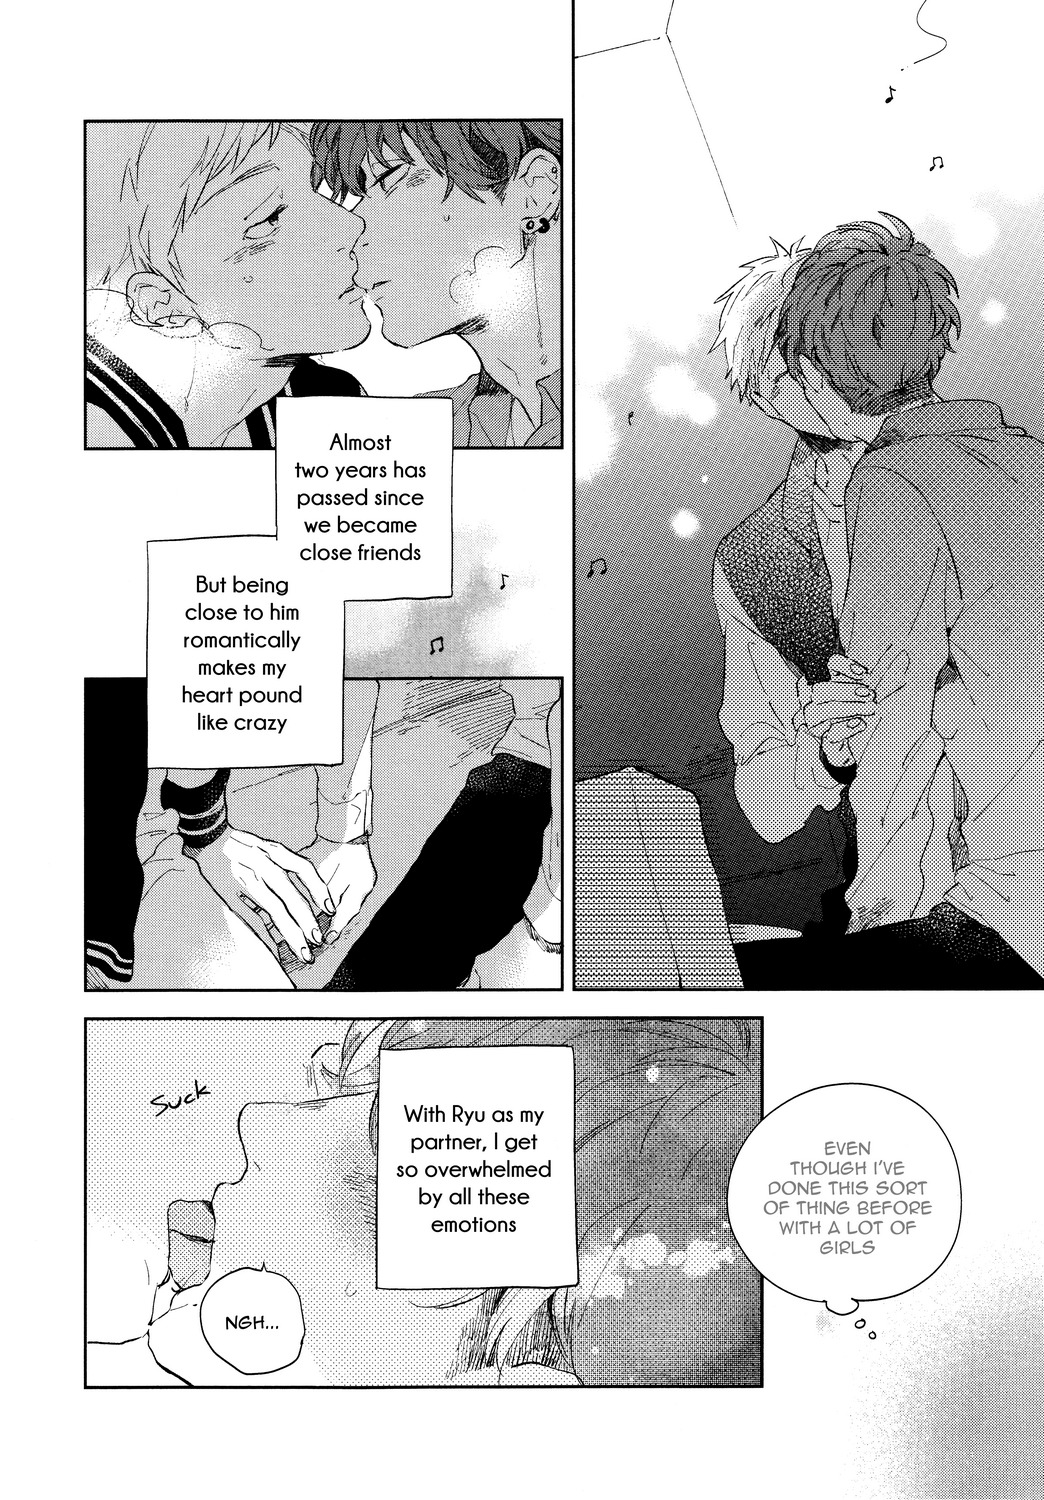 Almost
two years has
passed since
we became
close friends
But being
close to him
romantically
makes my
heart pound
like crazy
Suck
With Ryu as my
partner, I get
so overwhelmed
by all these
emotions
NGH...
EVEN
THOUGH I'VE
DONE THIS SORT
OF THING BEFORE
WITH A LOT OF
GIRLS